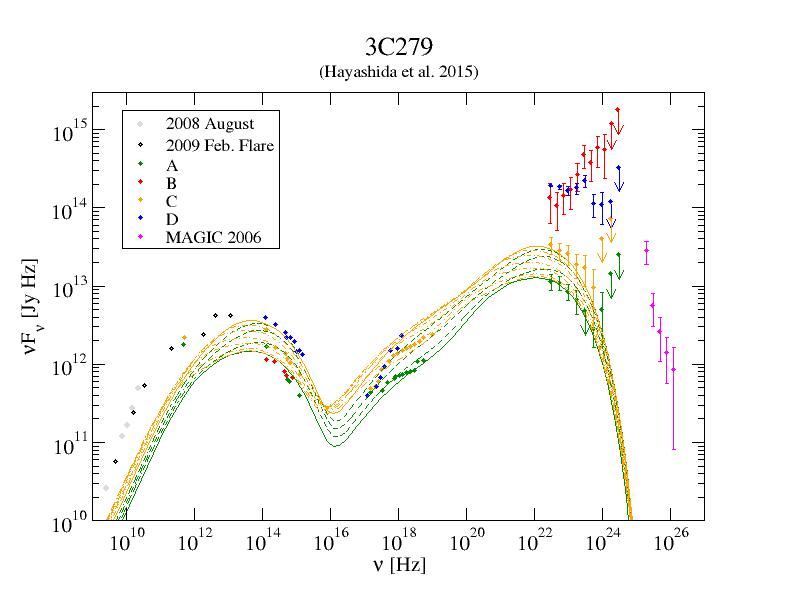 3C279
(Hayashida et al. 2015)
2008 August
2009 Feb. Flare
A
B
C
D
MAGIC 2006
10^15
10^14
10^13
10^12
10^11
10^10
νF_ν [Jy Hz]
10^10 10^12 10^14 10^16 10^18 10^20 10^22 10^24 10^26
ν [Hz]